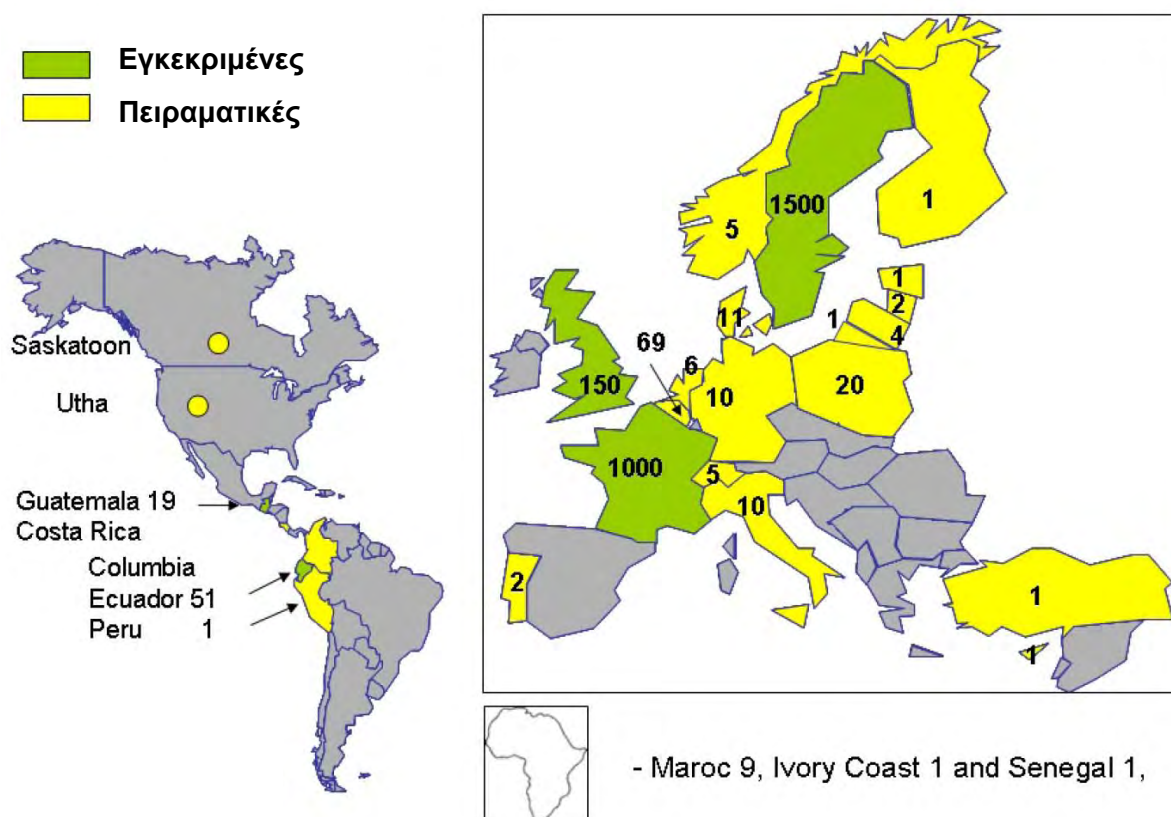 Εγκεκριμένες
Πειραματικές
Saskatoon
Utha
Guatemala 19
Costa Rica
Columbia
Ecuador 51
Peru 1
1500
5
1
1
2
1
4
11
69
6
150
10
20
1000
5
10
2
1
1
- Maroc 9, Ivory Coast 1 and Senegal 1,